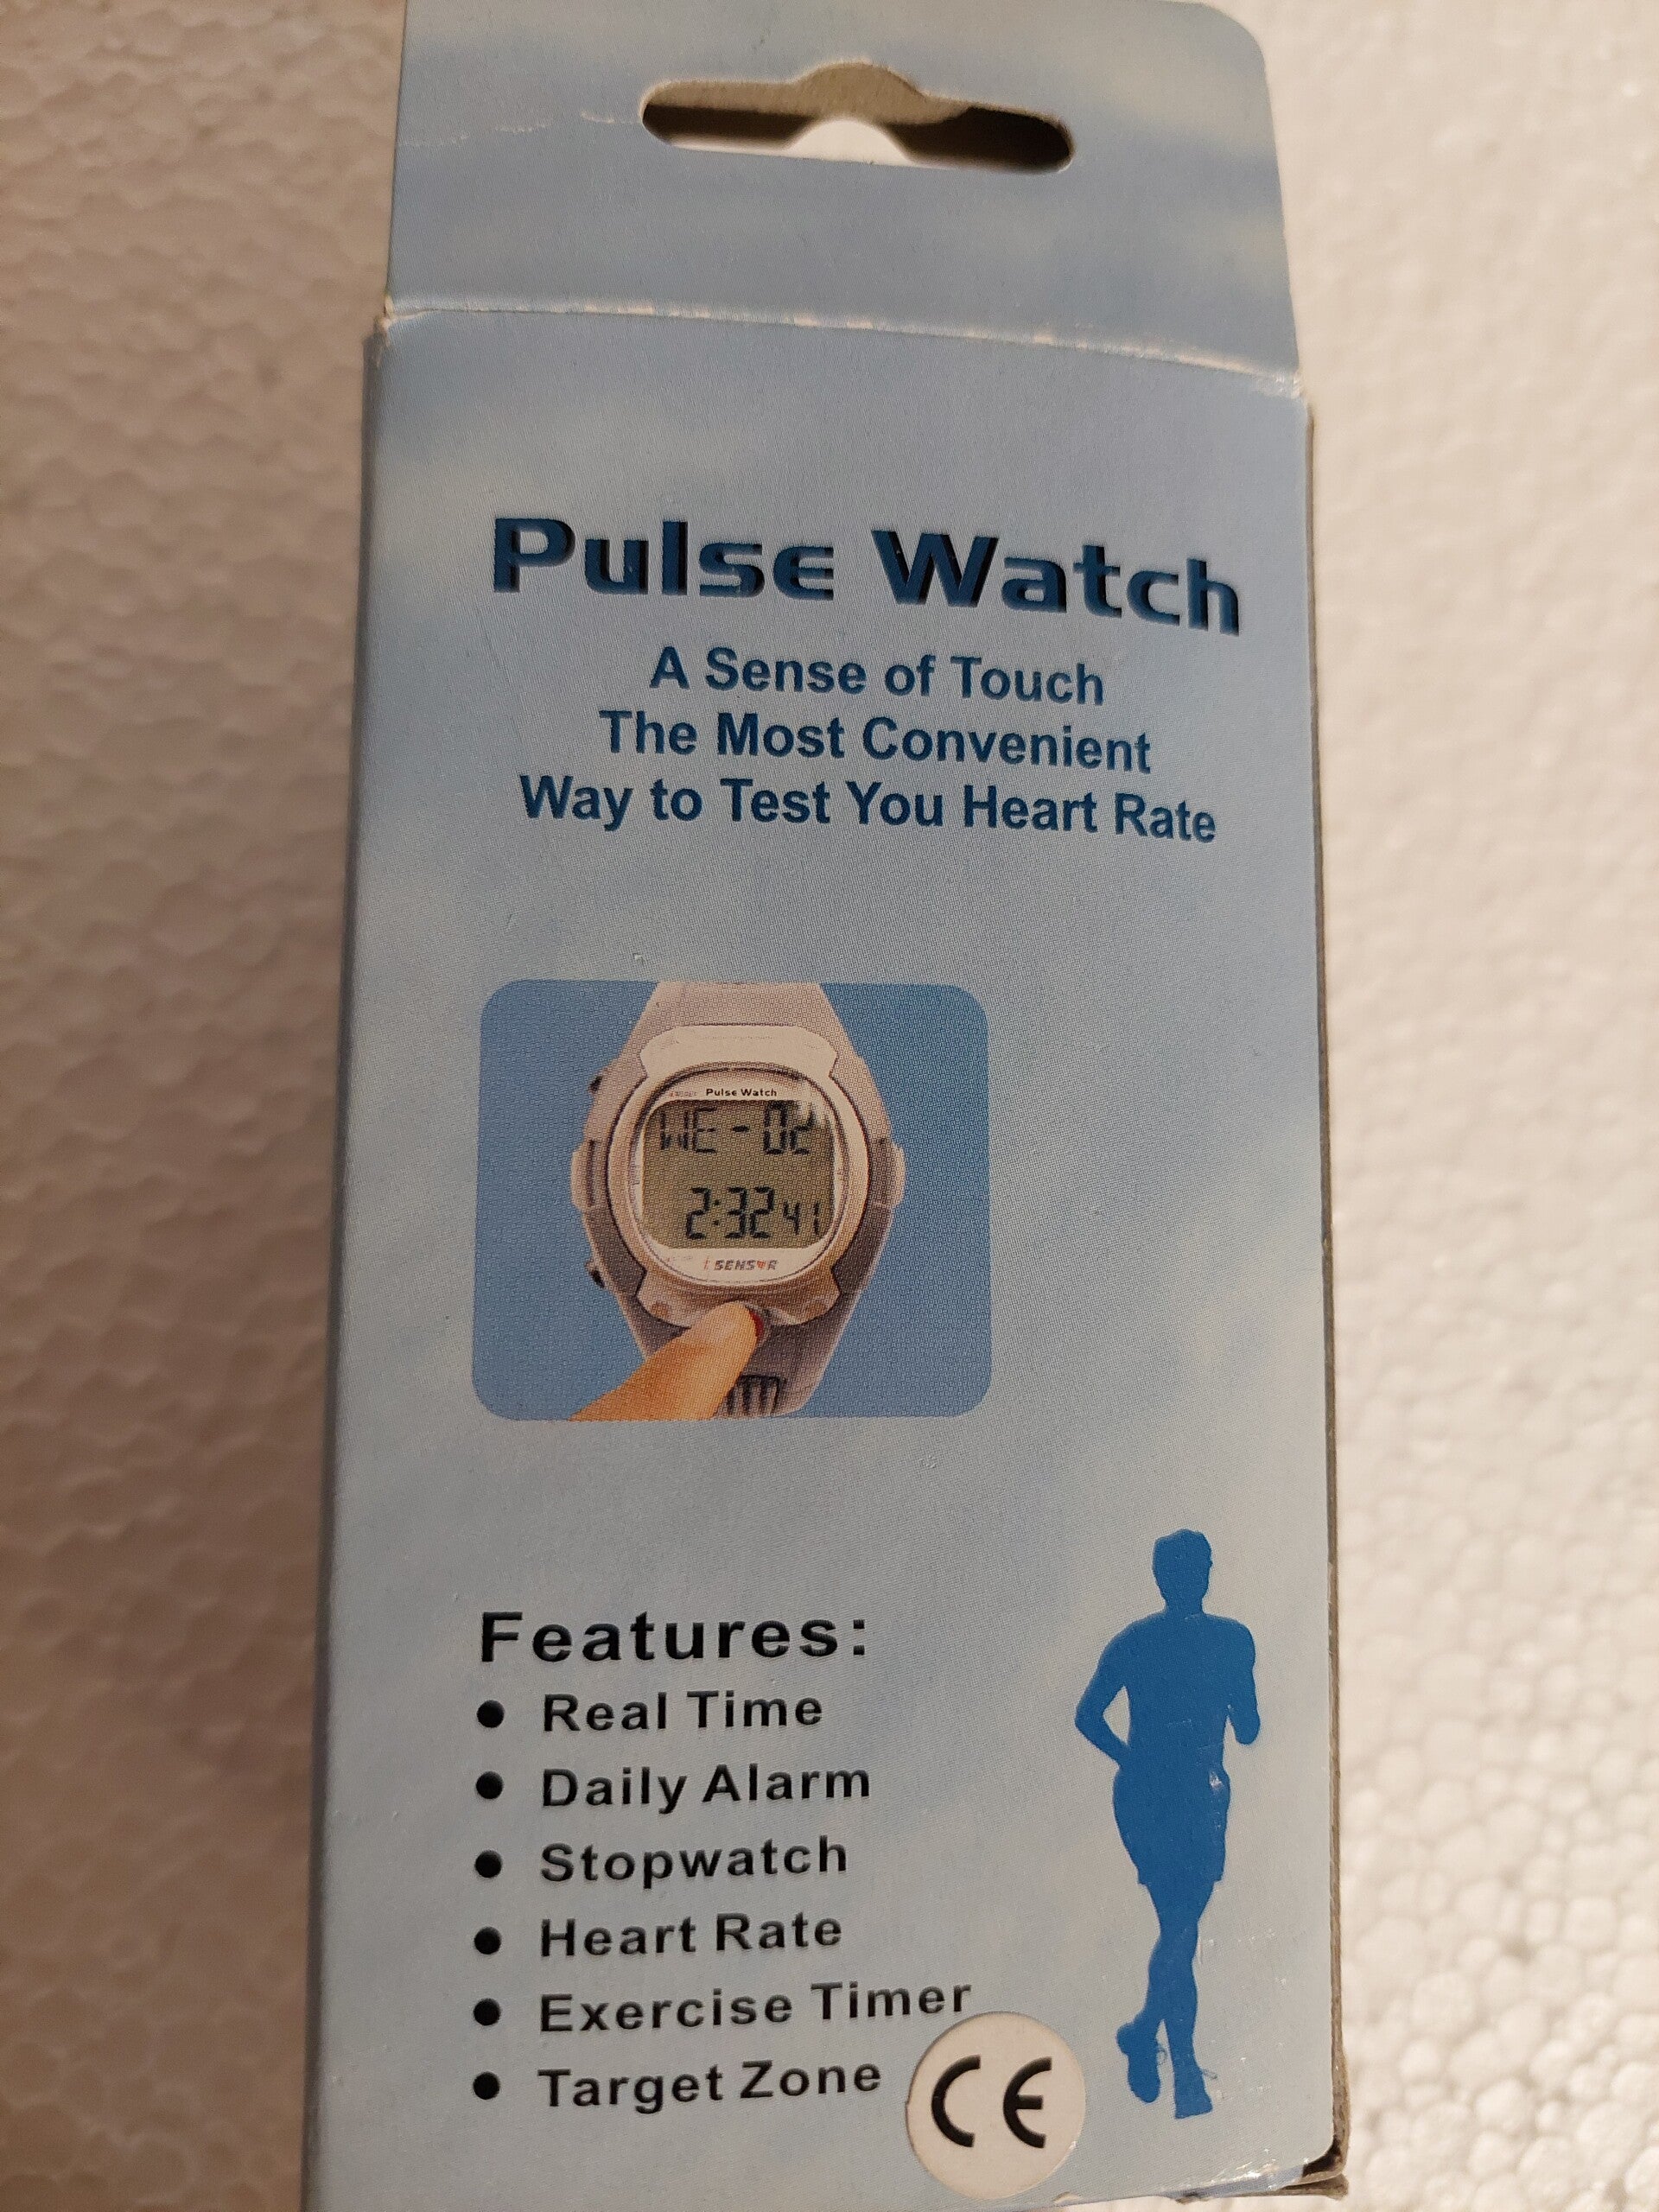 Pulse Watch
A Sense of Touch
The Most Convenient
Way to Test You Heart Rate
Pulse Watch
WE-02
2:32 41
SENSOR
Features:
● Real Time
● Daily Alarm
● Stopwatch
● Heart Rate
● Exercise Timer
● Target Zone
CE